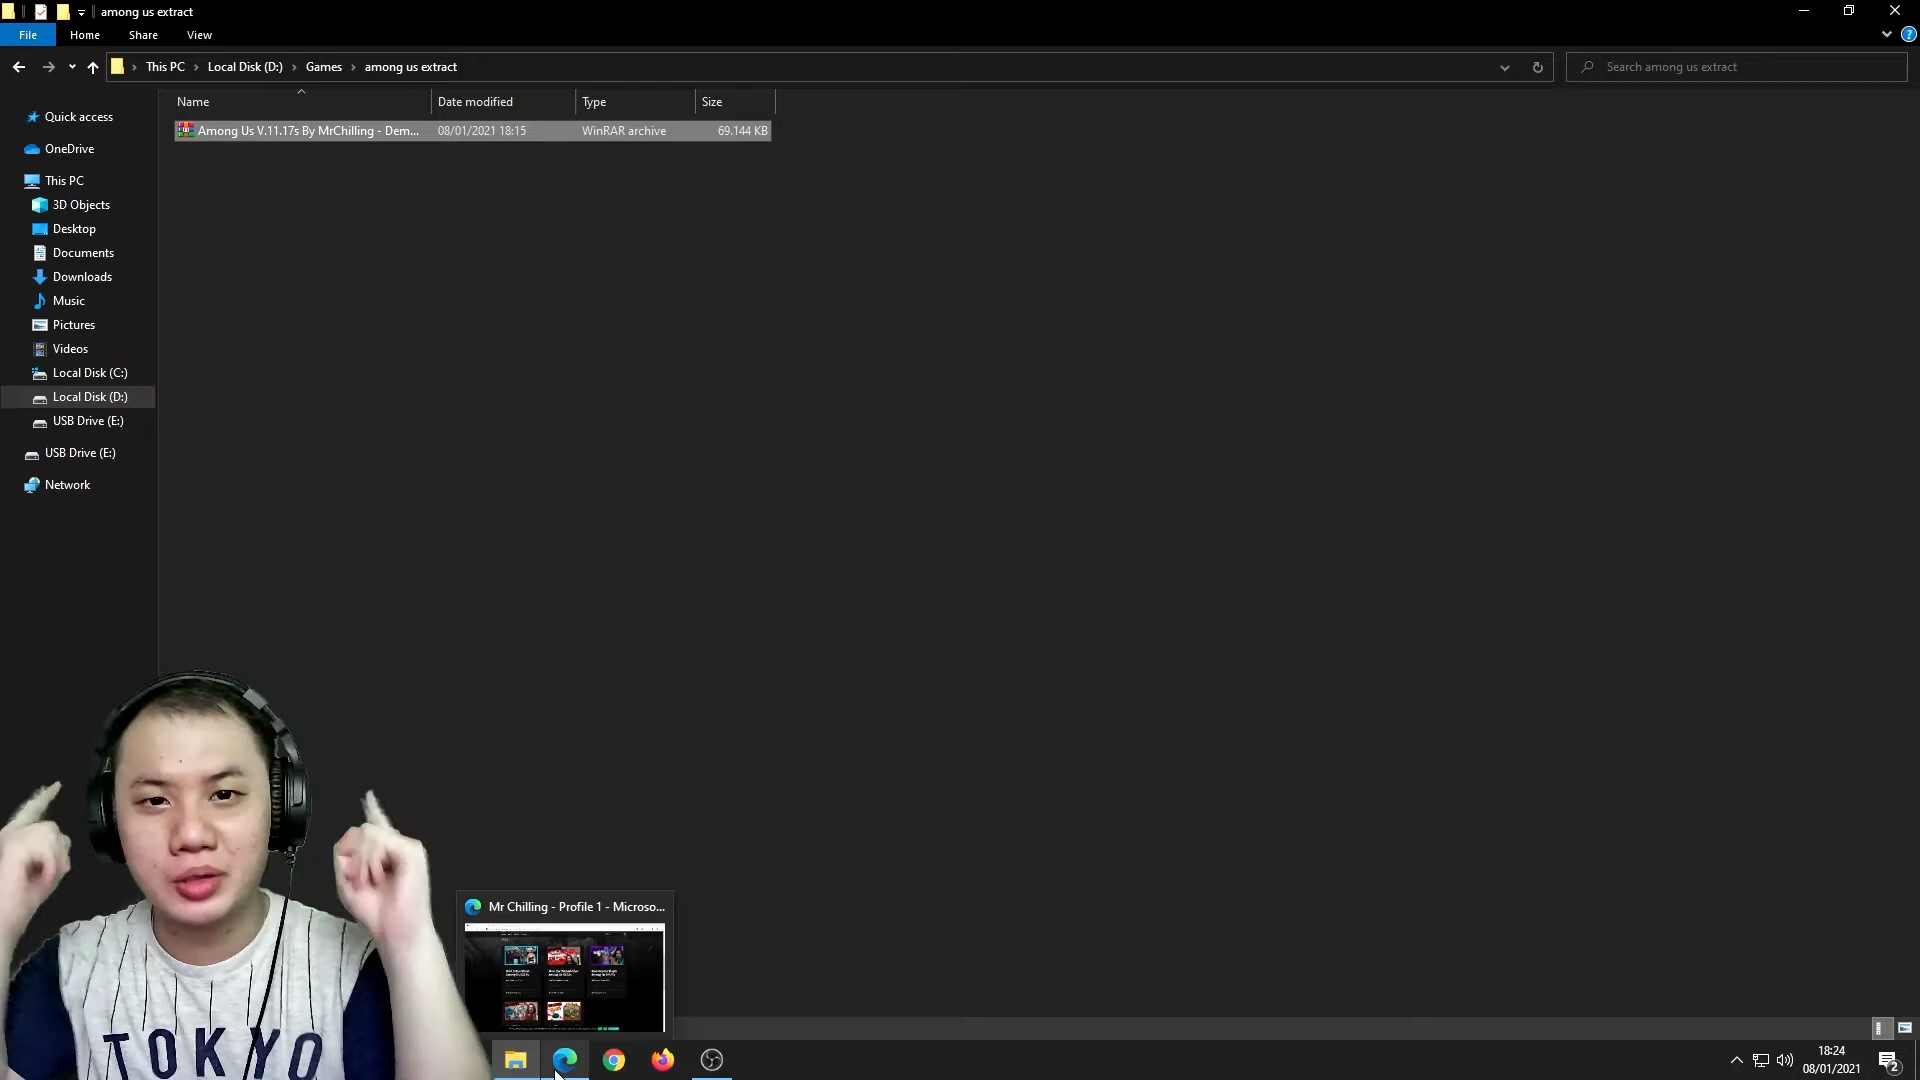 among us extract
File Home Share View
This PC Local Disk (D:) Games among us extract
Search among us extract
Name Date modified Type Size
Among Us V.11.17s By MrChilling - Dem... 08/01/2021 18:15 WinRAR archive 69.144 KB
Quick access
OneDrive
This PC
3D Objects
Desktop
Documents
Downloads
Music
Pictures
Videos
Local Disk (C:)
Local Disk (D:)
USB Drive (E:)
USB Drive (E:)
Network
TOKYO
Mr Chilling - Profile 1 - Microso...
18:24
08/01/2021
2